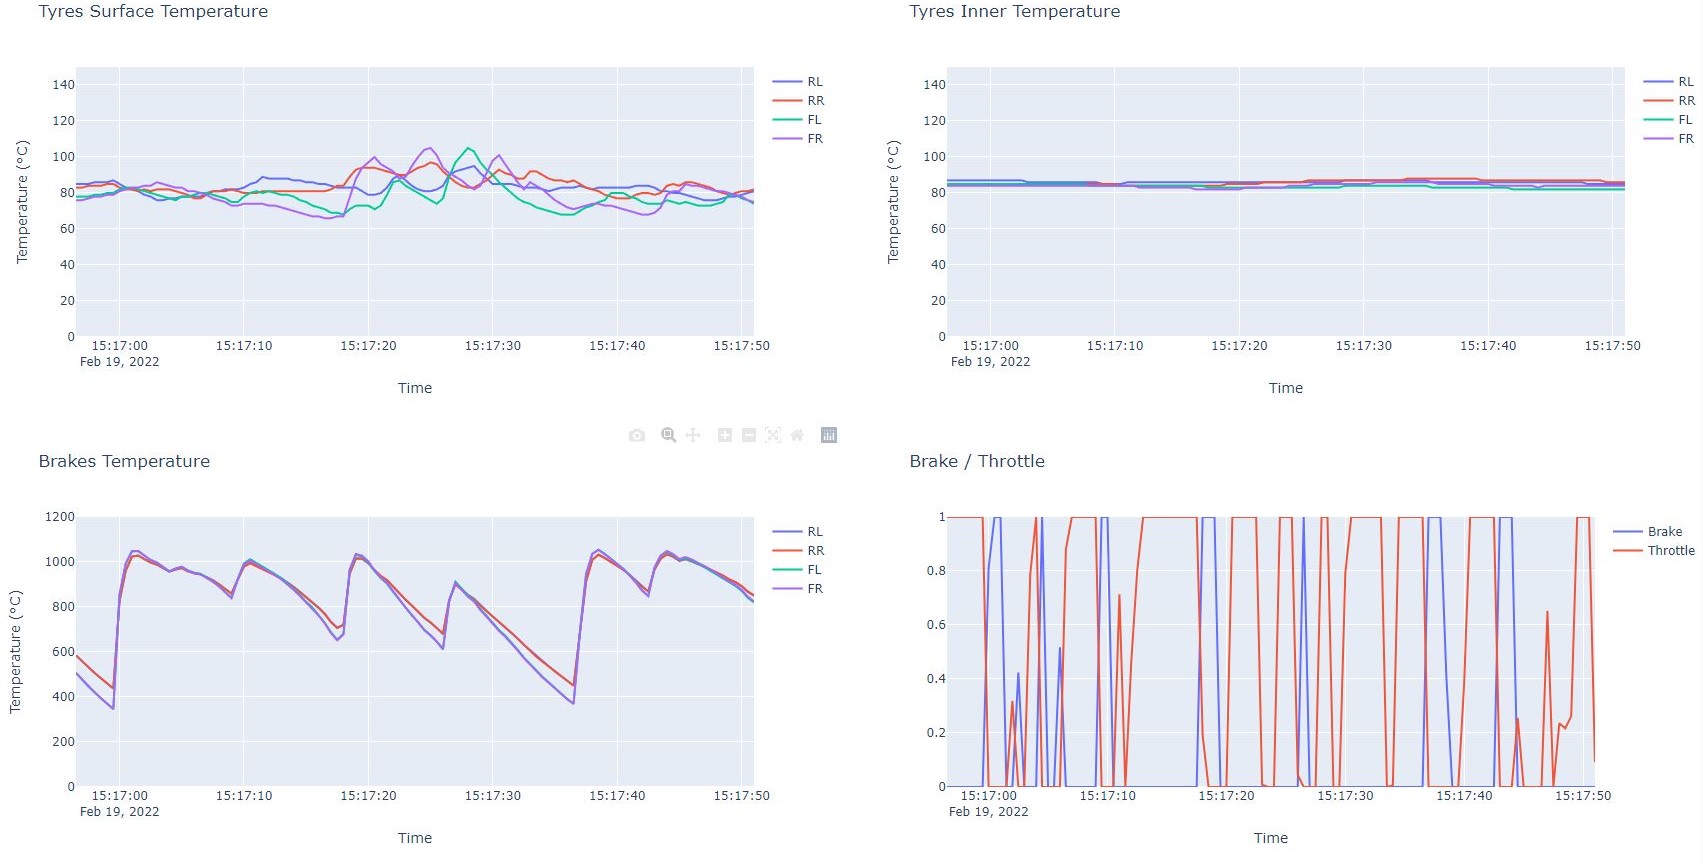 Tyres Surface Temperature
140
120
100
80
60
40
20
0
Temperature (°C)
15:17:00 15:17:10 15:17:20 15:17:30 15:17:40 15:17:50
Feb 19, 2022
Time
RL
RR
FL
FR
Tyres Inner Temperature
140
120
100
80
60
40
20
0
Temperature (°C)
15:17:00 15:17:10 15:17:20 15:17:30 15:17:40 15:17:50
Feb 19, 2022
Time
RL
RR
FL
FR
Brakes Temperature
1200
1000
800
600
400
200
0
Temperature (°C)
15:17:00 15:17:10 15:17:20 15:17:30 15:17:40 15:17:50
Feb 19, 2022
Time
RL
RR
FL
FR
Brake / Throttle
1
0.8
0.6
0.4
0.2
0
15:17:00 15:17:10 15:17:20 15:17:30 15:17:40 15:17:50
Feb 19, 2022
Time
Brake
Throttle